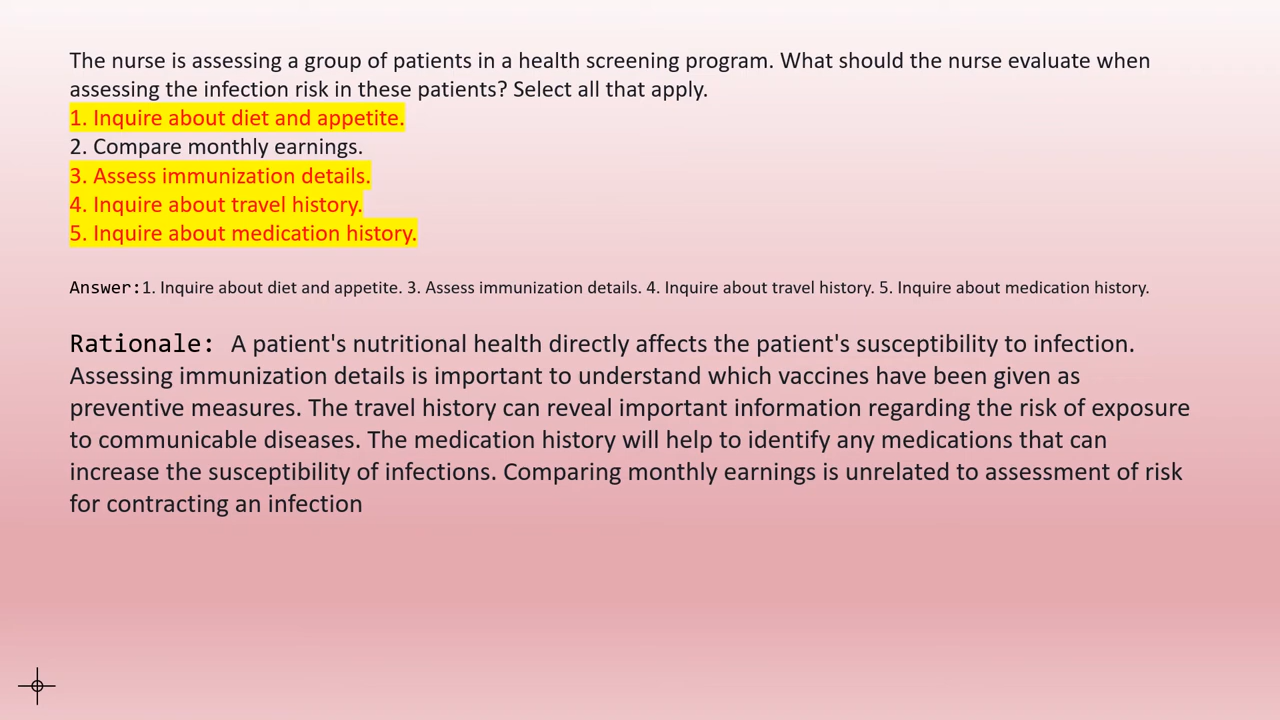 The nurse is assessing a group of patients in a health screening program. What should the nurse evaluate when
assessing the infection risk in these patients? Select all that apply.
1. Inquire about diet and appetite.
2. Compare monthly earnings.
3. Assess immunization details.
4. Inquire about travel history.
5. Inquire about medication history.
Answer:1. Inquire about diet and appetite. 3. Assess immunization details. 4. Inquire about travel history. 5. Inquire about medication history.
Rationale: A patient's nutritional health directly affects the patient's susceptibility to infection.
Assessing immunization details is important to understand which vaccines have been given as
preventive measures. The travel history can reveal important information regarding the risk of exposure
to communicable diseases. The medication history will help to identify any medications that can
increase the susceptibility of infections. Comparing monthly earnings is unrelated to assessment of risk
for contracting an infection